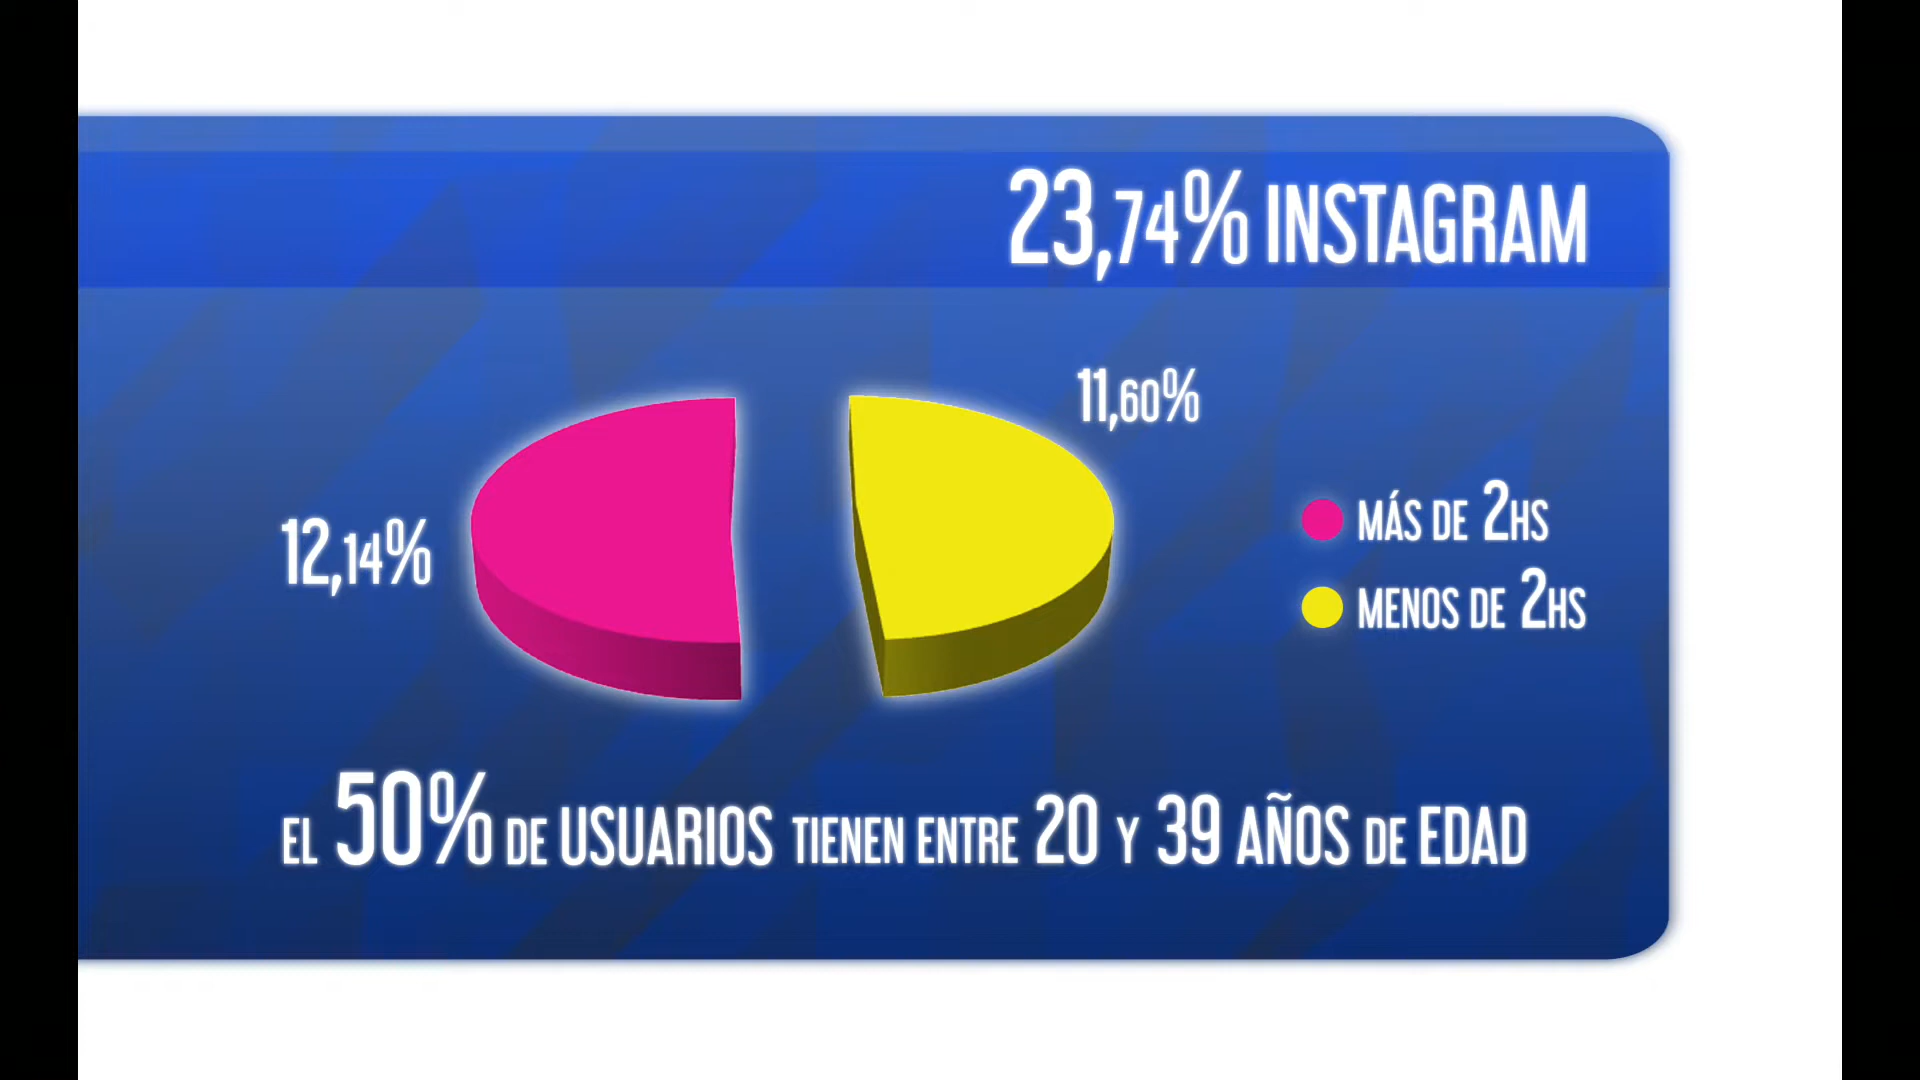 23,74% INSTAGRAM
11,60%
12,14%
MÁS DE 2HS
MENOS DE 2HS
EL 50% DE USUARIOS TIENEN ENTRE 20 Y 39 AÑOS DE EDAD